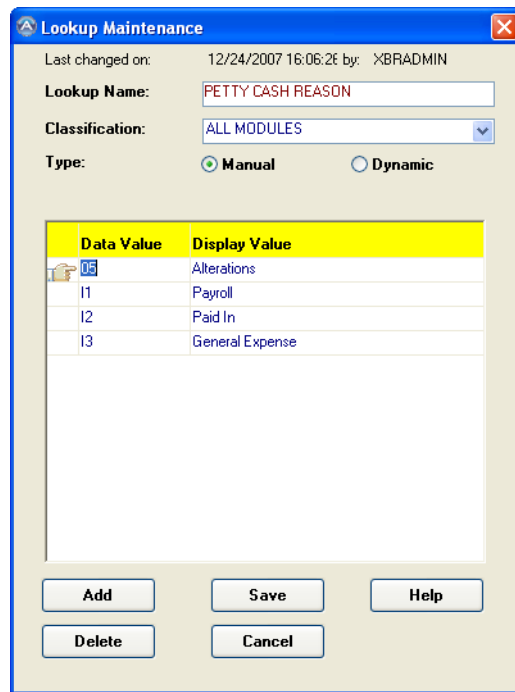 Lookup Maintenance
Last changed on: 12/24/2007 16:06:26 by: XBRADMIN
Lookup Name: PETTY CASH REASON
Classification: ALL MODULES
Type: Manual Dynamic
Data Value Display Value
05 Alterations
I1 Payroll
I2 Paid In
I3 General Expense
Add Save Help
Delete Cancel